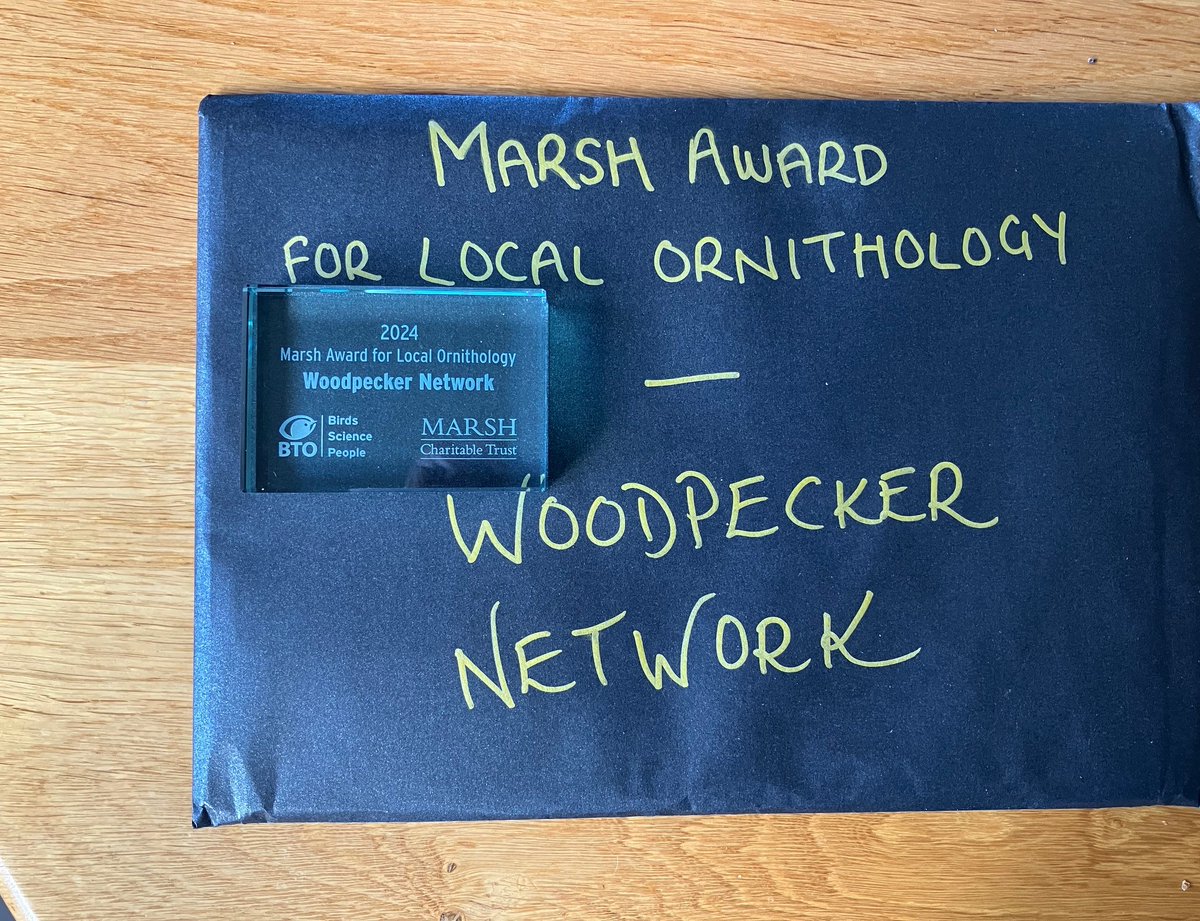 MARSH AWARD
FOR LOCAL ORNITHOLOGY
—
WOODPECKER
NETWORK
2024
Marsh Award for Local Ornithology
Woodpecker Network
BTO
Birds
Science
People
MARSH
Charitable Trust